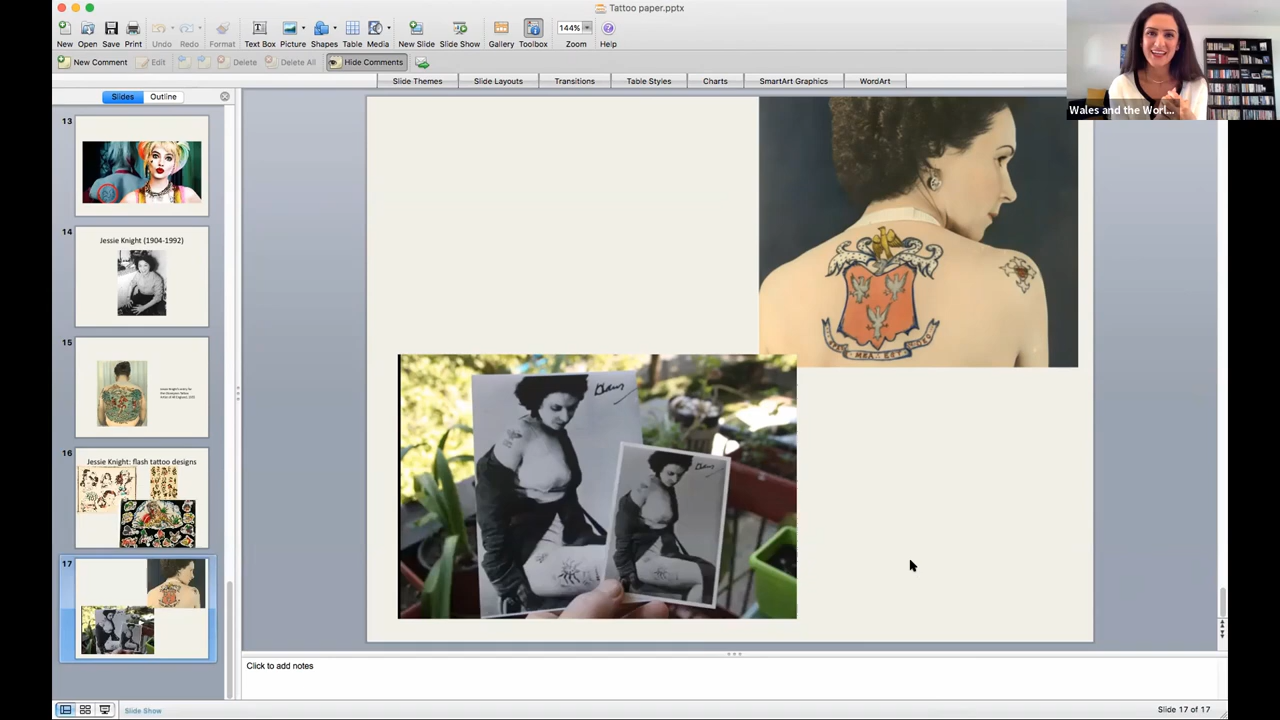 Tattoo paper.pptx
New Open Save Print Undo Redo Format Text Box Picture Shapes Table Media New Slide Slide Show Gallery Toolbox 144% Zoom Help
New Comment Edit Delete Delete All Hide Comments
Slide Themes Slide Layouts Transitions Table Styles Charts SmartArt Graphics WordArt
Wales and the Worl...
Slides Outline
13
14
Jessie Knight (1904-1992)
15
16
Jessie Knight: flash tattoo designs
17
MEA EST
Click to add notes
Slide Show
Slide 17 of 17